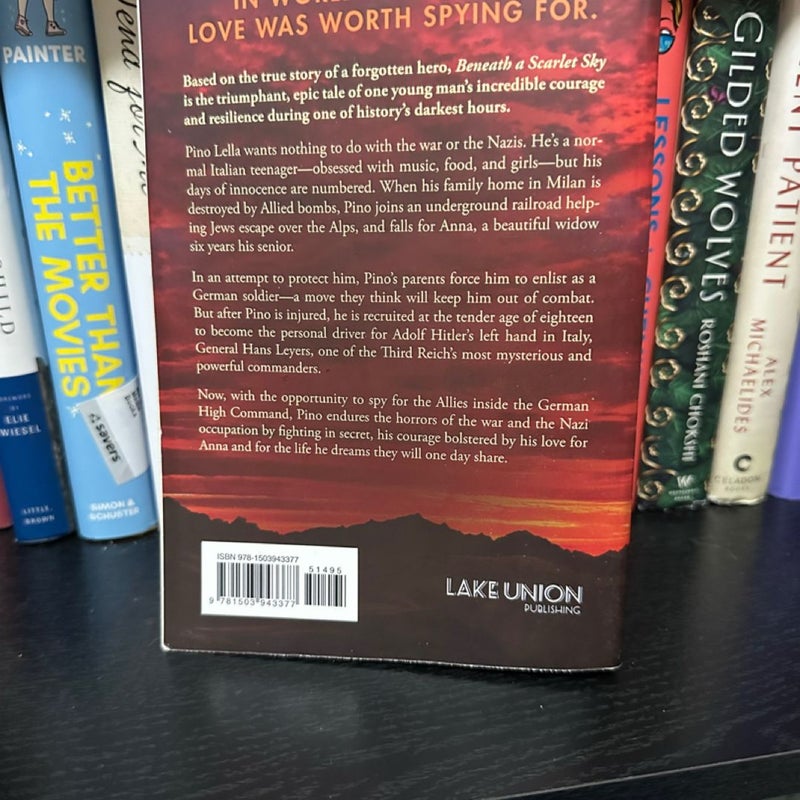 LOVE WAS WORTH SPYING FOR.
Based on the true story of a forgotten hero, Beneath a Scarlet Sky
is the triumphant, epic tale of one young man's incredible courage
and resilience during one of history's darkest hours.
Pino Lella wants nothing to do with the war or the Nazis. He's a nor-
mal Italian teenager—obsessed with music, food, and girls—but his
days of innocence are numbered. When his family home in Milan is
destroyed by Allied bombs, Pino joins an underground railroad help-
ing Jews escape over the Alps, and falls for Anna, a beautiful widow
six years his senior.
In an attempt to protect him, Pino's parents force him to enlist as a
German soldier—a move they think will keep him out of combat.
But after Pino is injured, he is recruited at the tender age of eighteen
to become the personal driver for Adolf Hitler's left hand in Italy,
General Hans Leyers, one of the Third Reich's most mysterious and
powerful commanders.
Now, with the opportunity to spy for the Allies inside the German
High Command, Pino endures the horrors of the war and the Nazi
occupation by fighting in secret, his courage bolstered by his love for
Anna and for the life he dreams they will one day share.
ISBN 978-1503943377
51495
9 781503 943377
LAKE UNION
PUBLISHING
PAINTER
BETTER THAN
THE MOVIES
savers
SIMON &
SCHUSTER
ELIE
WIESEL
LITTLE,
BROWN
LESSONS
GILDED WOLVES
ROSHANI CHOKSHI
PATIENT
ALEX
MICHAELIDES
CELADON
BOOKS